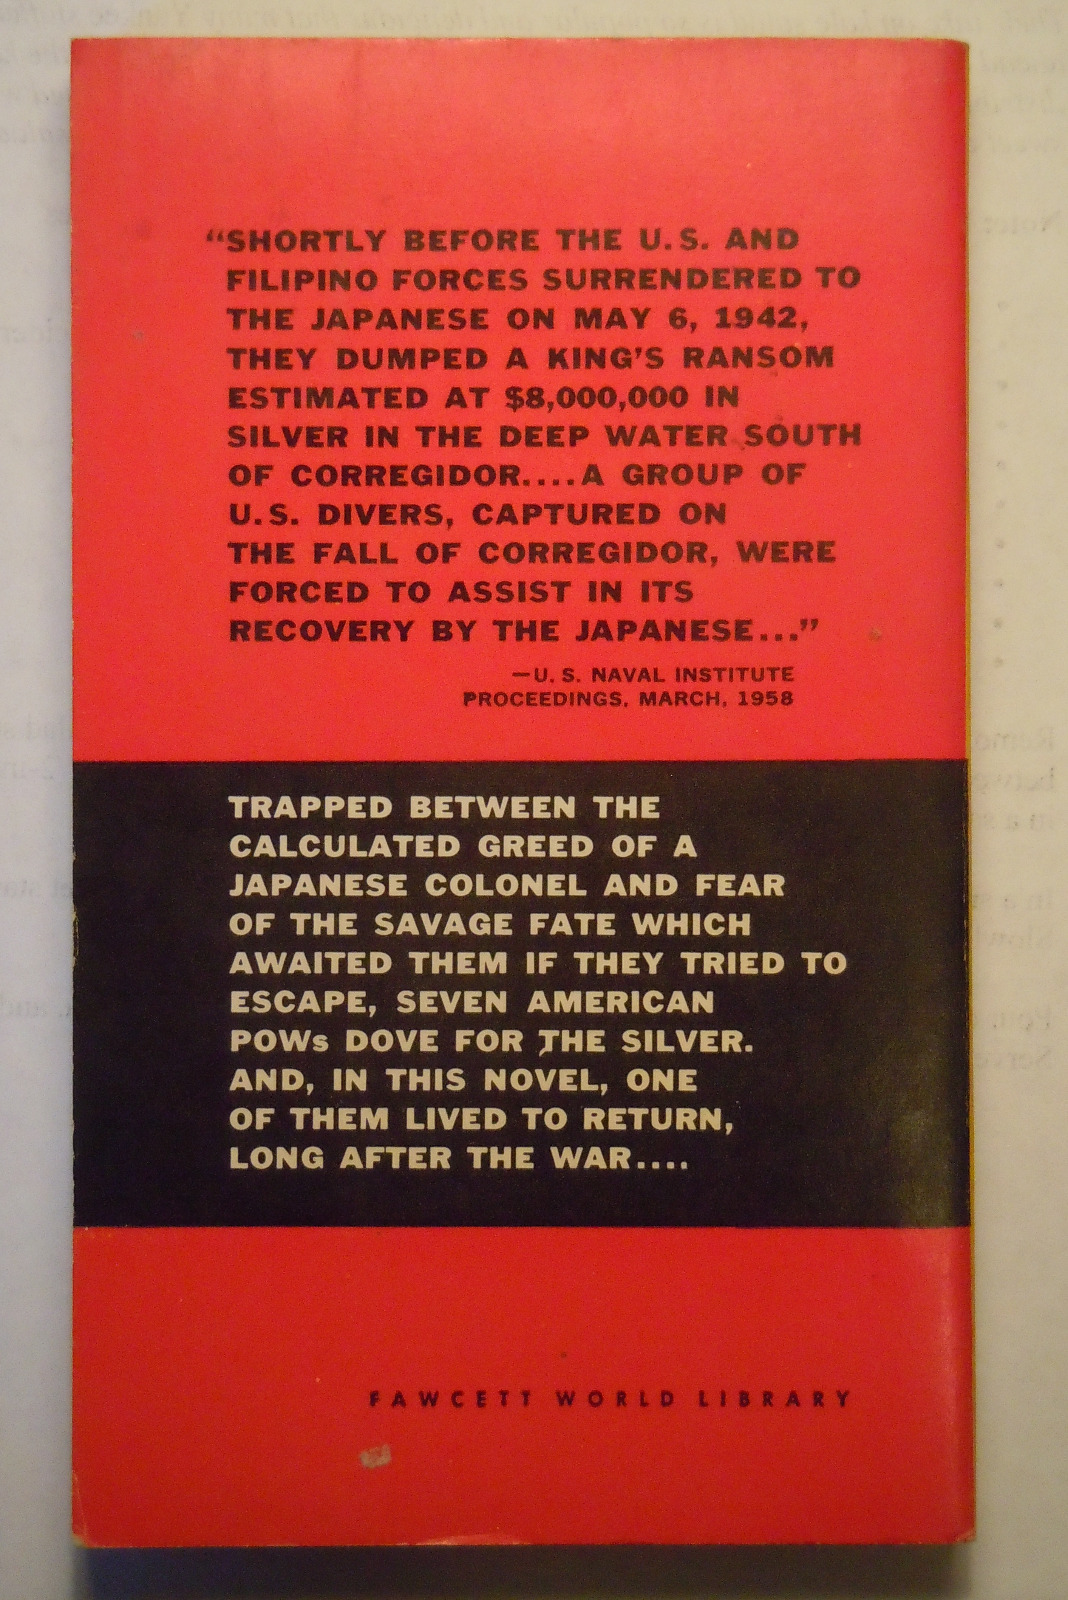 “SHORTLY BEFORE THE U.S. AND
FILIPINO FORCES SURRENDERED TO
THE JAPANESE ON MAY 6, 1942,
THEY DUMPED A KING’S RANSOM
ESTIMATED AT $8,000,000 IN
SILVER IN THE DEEP WATER SOUTH
OF CORREGIDOR....A GROUP OF
U.S. DIVERS, CAPTURED ON
THE FALL OF CORREGIDOR, WERE
FORCED TO ASSIST IN ITS
RECOVERY BY THE JAPANESE...”
—U. S. NAVAL INSTITUTE
PROCEEDINGS, MARCH, 1958
TRAPPED BETWEEN THE
CALCULATED GREED OF A
JAPANESE COLONEL AND FEAR
OF THE SAVAGE FATE WHICH
AWAITED THEM IF THEY TRIED TO
ESCAPE, SEVEN AMERICAN
POWs DOVE FOR THE SILVER.
AND, IN THIS NOVEL, ONE
OF THEM LIVED TO RETURN,
LONG AFTER THE WAR....
FAWCETT WORLD LIBRARY